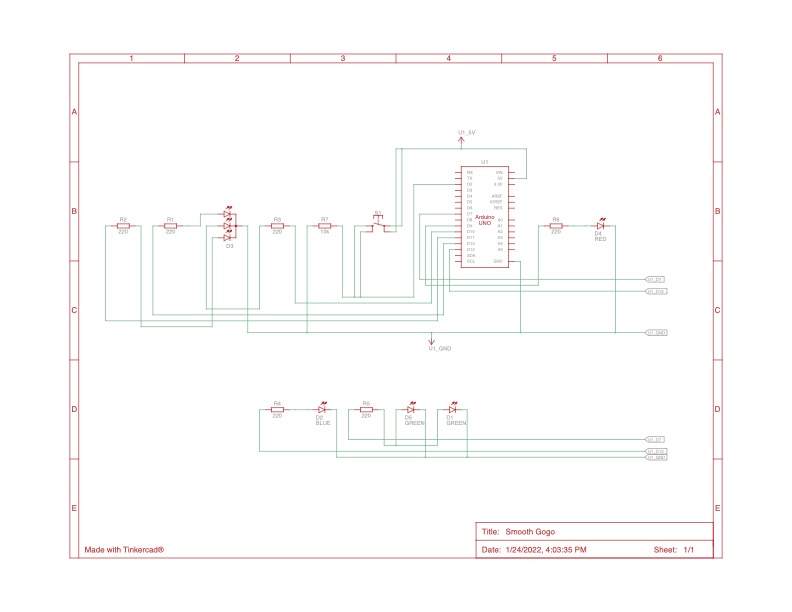 1 2 3 4 5 6
A A
U1_5V
U1
RX VIN
TX 5V
D2 3.3V
D3
D4 AREF
D5 IOREF
D6 RES
D7
D8 A0
D9 A1
D10 A2
D11 A3
D12 A4
D13 A5
SDA
SCL GND
Arduino
UNO
B B
R2
220
R1
220
D3
R3
220
R7
10k
S1
R6
220
D4
RED
U1_D7
U1_D13
C C
U1_GND
U1_GND
D D
R4
220
D2
BLUE
R5
220
D5
GREEN
D1
GREEN
U1_D7
U1_D13
U1_GND
E E
Title: Smooth Gogo
Made with Tinkercad®
Date: 1/24/2022, 4:03:35 PM Sheet: 1/1